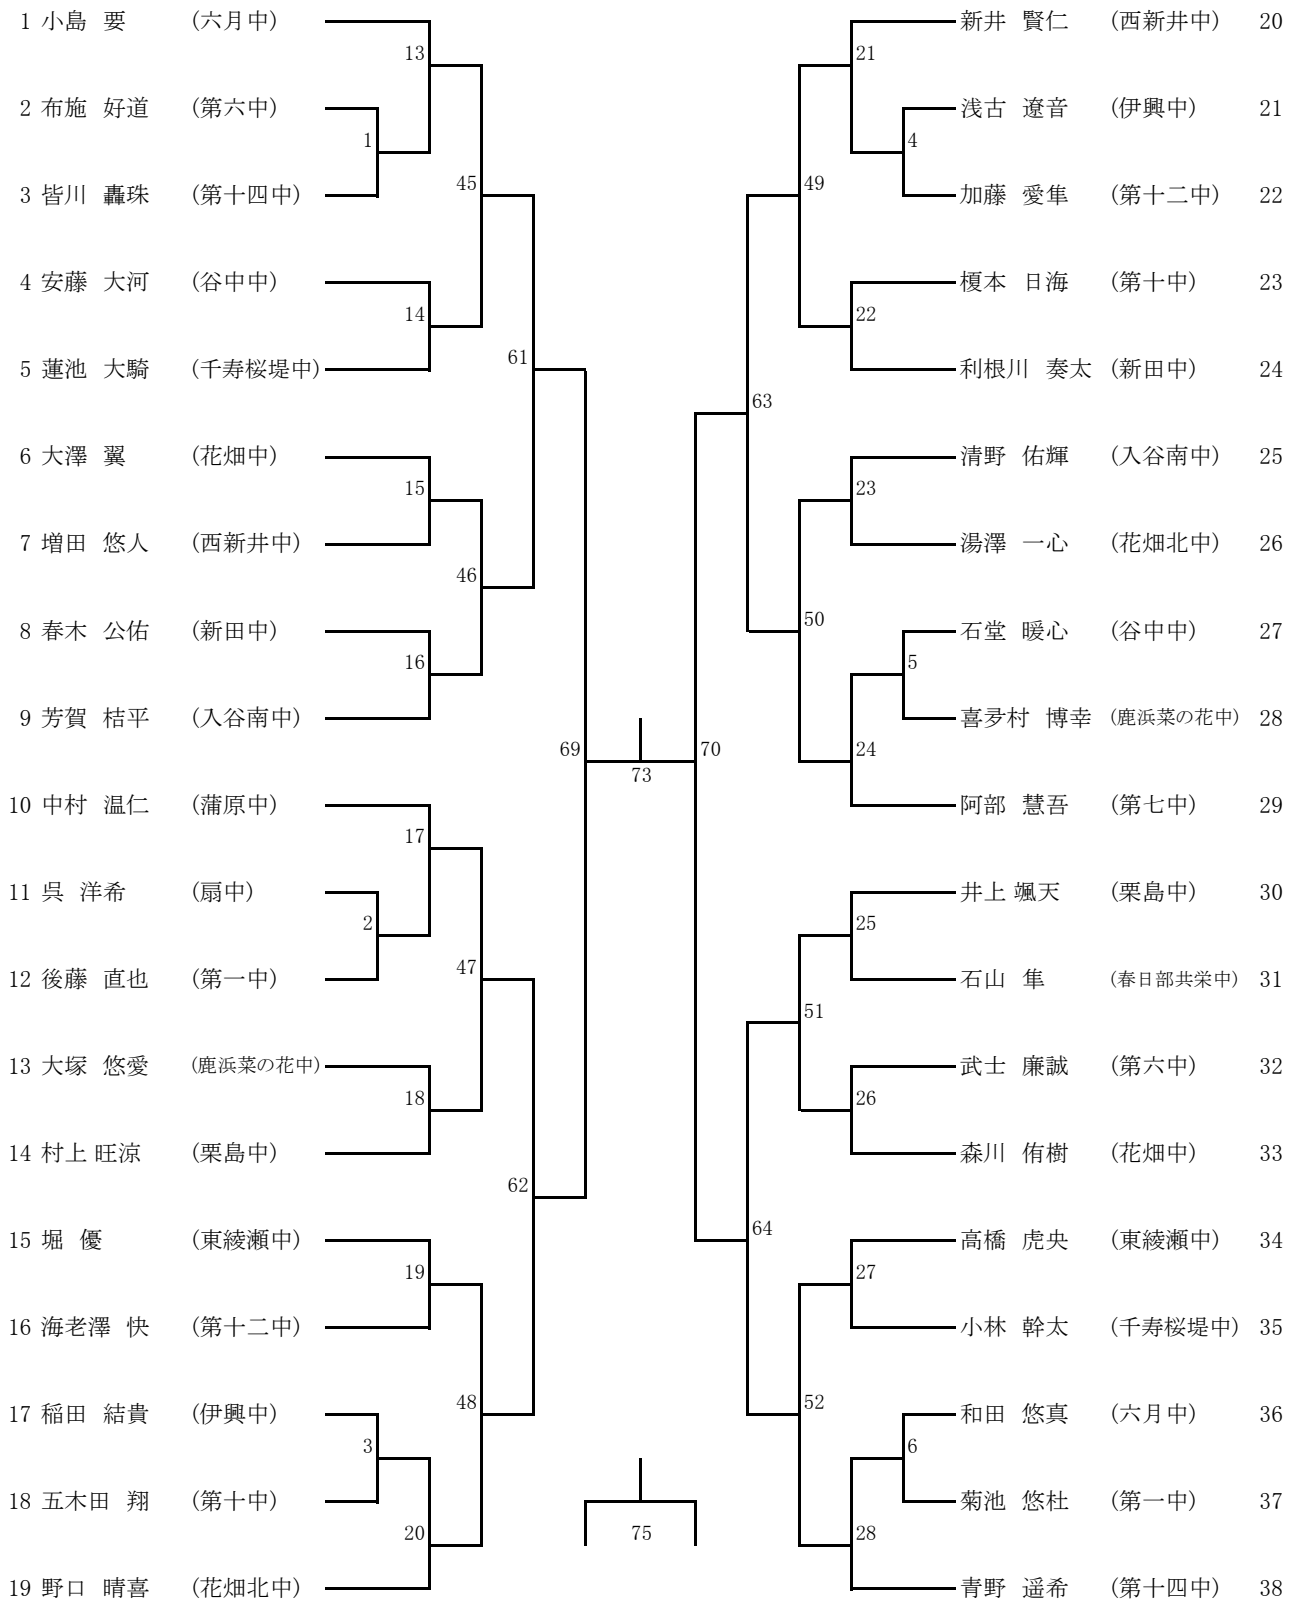 1 小島 要 (六月中)
13
2 布施 好道 (第六中)
1
3 皆川 轟珠 (第十四中)
45
4 安藤 大河 (谷中中)
14
5 蓮池 大騎 (千寿桜堤中)
61
6 大澤 翼 (花畑中)
15
7 増田 悠人 (西新井中)
46
8 春木 公佑 (新田中)
16
9 芳賀 桔平 (入谷南中)
69
10 中村 温仁 (蒲原中)
17
11 呉 洋希 (扇中)
2
12 後藤 直也 (第一中)
47
13 大塚 悠愛 (鹿浜菜の花中)
18
14 村上 旺涼 (栗島中)
62
15 堀 優 (東綾瀬中)
19
16 海老澤 快 (第十二中)
48
17 稲田 結貴 (伊興中)
3
18 五木田 翔 (第十中)
20
19 野口 晴喜 (花畑北中)
73
75
新井 賢仁 (西新井中) 20
21
浅古 遼音 (伊興中) 21
4
加藤 愛隼 (第十二中) 22
49
榎本 日海 (第十中) 23
22
利根川 奏太 (新田中) 24
63
清野 佑輝 (入谷南中) 25
23
湯澤 一心 (花畑北中) 26
50
石堂 暖心 (谷中中) 27
5
喜夛村 博幸 (鹿浜菜の花中) 28
24
70
阿部 慧吾 (第七中) 29
井上 颯天 (栗島中) 30
25
石山 隼 (春日部共栄中) 31
51
武士 廉誠 (第六中) 32
26
森川 侑樹 (花畑中) 33
64
高橋 虎央 (東綾瀬中) 34
27
小林 幹太 (千寿桜堤中) 35
52
和田 悠真 (六月中) 36
6
菊池 悠杜 (第一中) 37
28
青野 遥希 (第十四中) 38